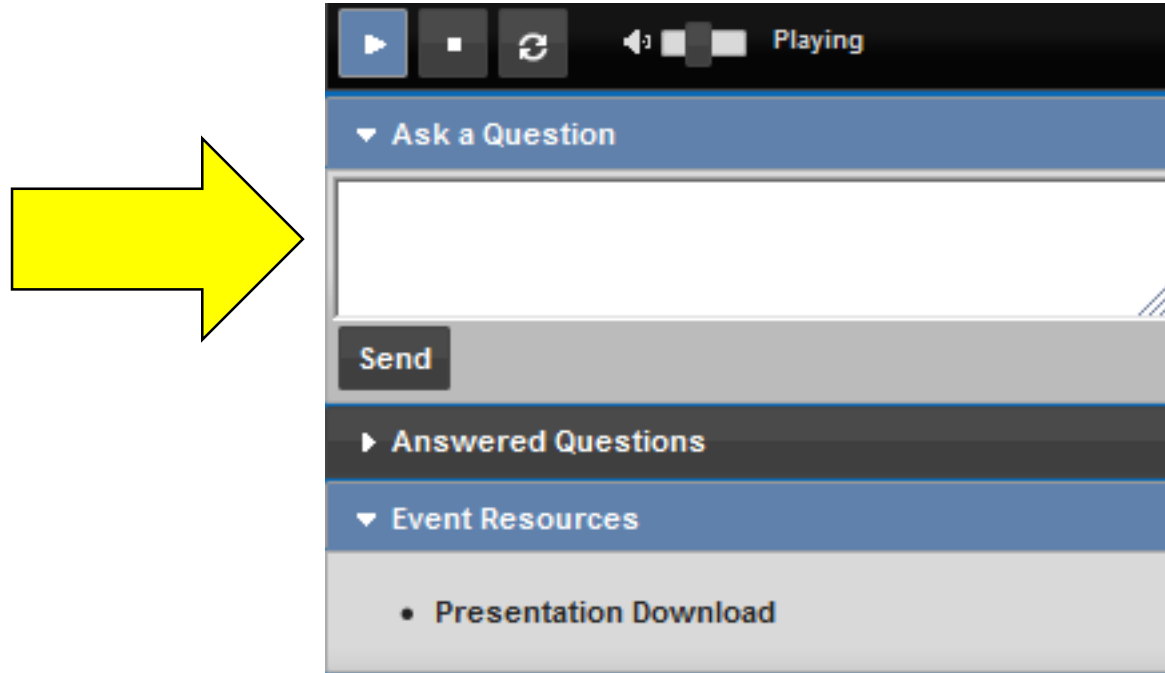 Playing
Ask a Question
Send
Answered Questions
Event Resources
• Presentation Download